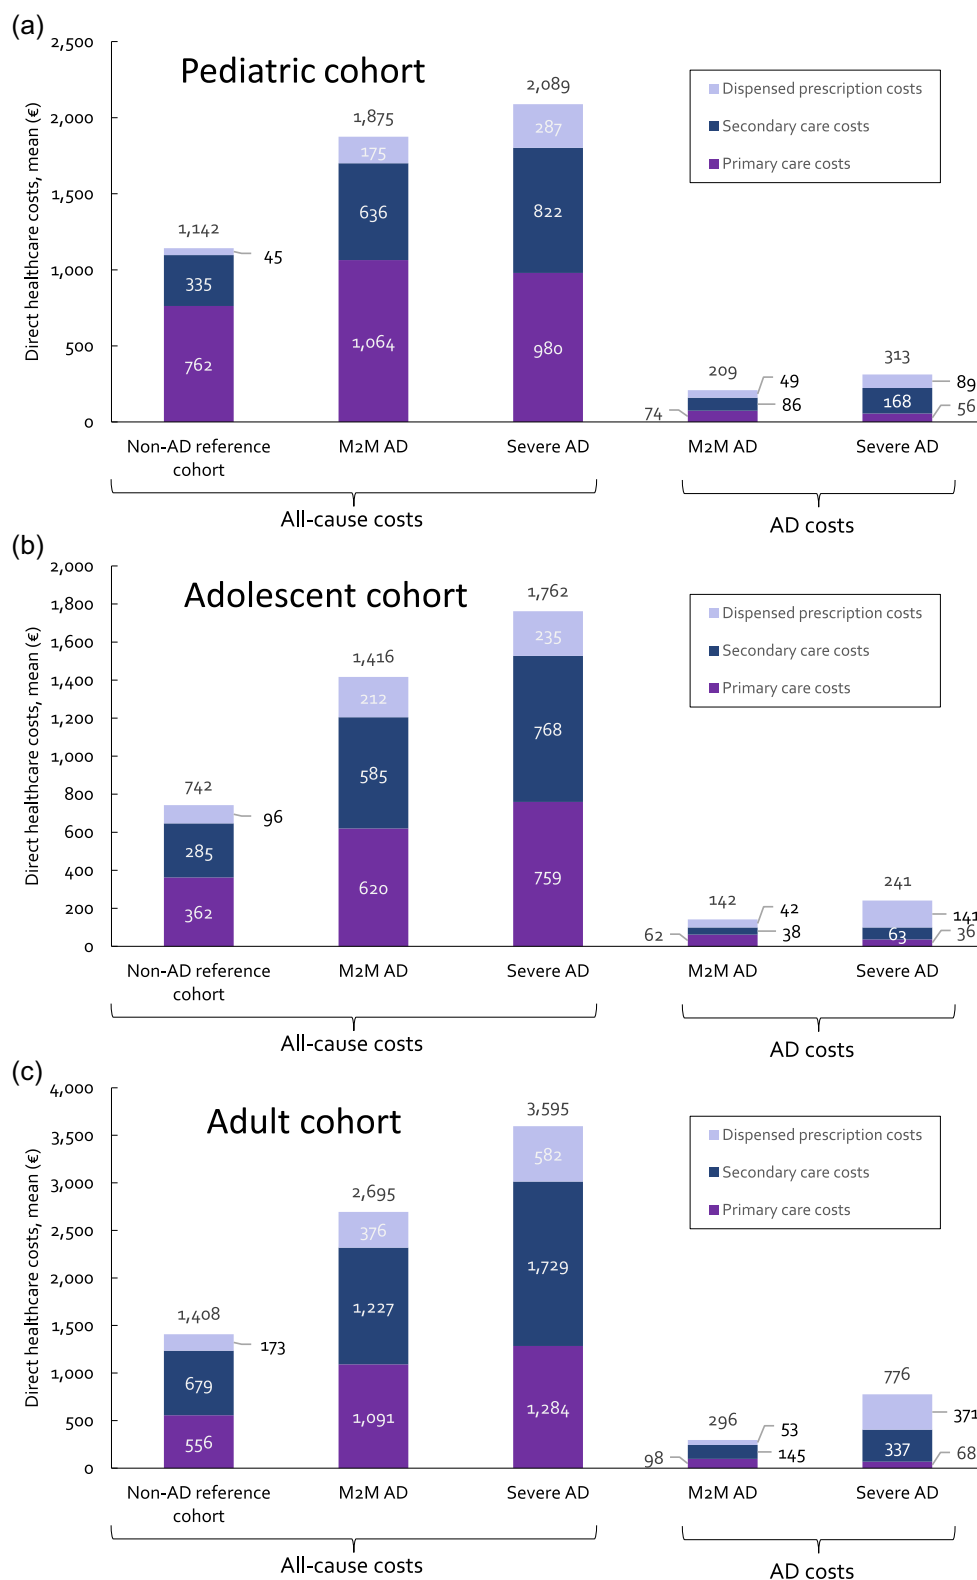 (a)
Pediatric cohort
Direct healthcare costs, mean (€)
2,500
2,000
1,500
1,000
500
0
1,142
45
335
762
1,875
175
636
1,064
2,089
287
822
980
209
49
86
74
313
89
168
56
Dispensed prescription costs
Secondary care costs
Primary care costs
Non-AD reference
cohort
M2M AD
Severe AD
M2M AD
Severe AD
All-cause costs
AD costs
(b)
Adolescent cohort
Direct healthcare costs, mean (€)
2,000
1,800
1,600
1,400
1,200
1,000
800
600
400
200
0
742
96
285
362
1,416
212
585
620
1,762
235
768
759
142
42
38
62
241
141
63
36
Dispensed prescription costs
Secondary care costs
Primary care costs
Non-AD reference
cohort
M2M AD
Severe AD
M2M AD
Severe AD
All-cause costs
AD costs
(c)
Adult cohort
Direct healthcare costs, mean (€)
4,000
3,500
3,000
2,500
2,000
1,500
1,000
500
0
1,408
173
679
556
2,695
376
1,227
1,091
3,595
582
1,729
1,284
296
53
145
98
776
371
337
68
Dispensed prescription costs
Secondary care costs
Primary care costs
Non-AD reference
cohort
M2M AD
Severe AD
M2M AD
Severe AD
All-cause costs
AD costs